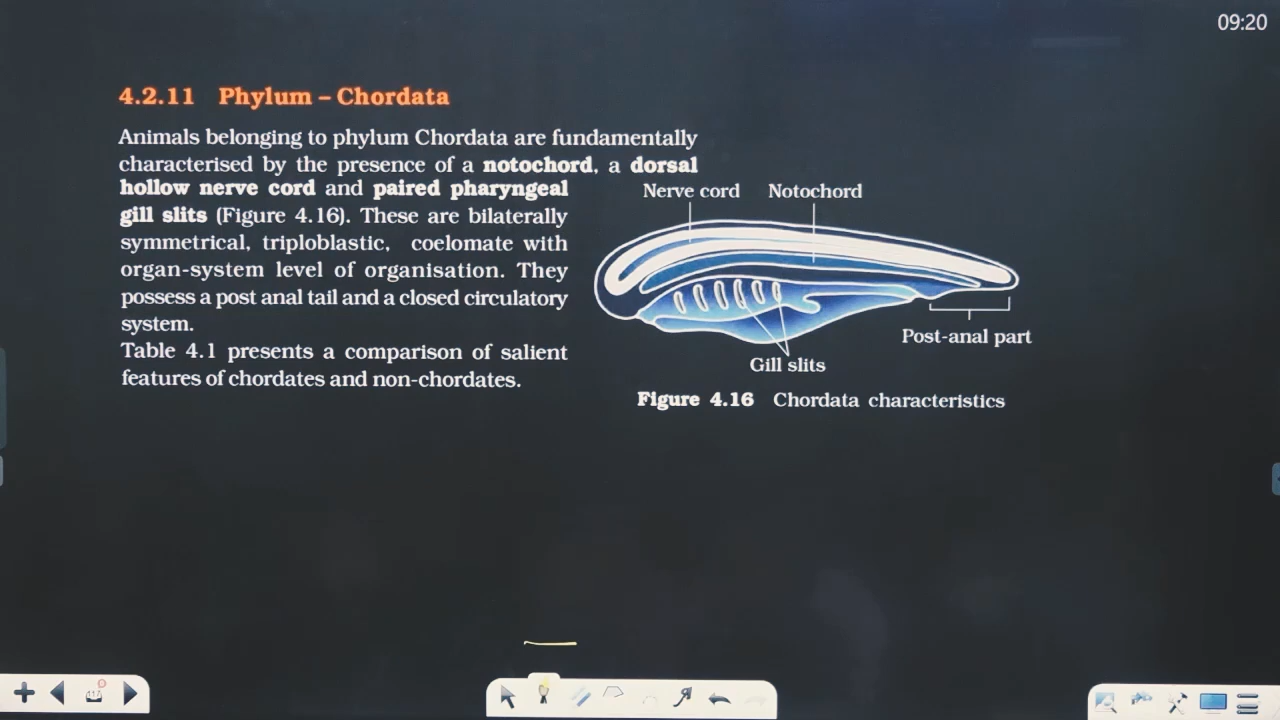 09:20
4.2.11 Phylum – Chordata
Animals belonging to phylum Chordata are fundamentally
characterised by the presence of a notochord, a dorsal
hollow nerve cord and paired pharyngeal
gill slits (Figure 4.16). These are bilaterally
symmetrical, triploblastic, coelomate with
organ-system level of organisation. They
possess a post anal tail and a closed circulatory
system.
Table 4.1 presents a comparison of salient
features of chordates and non-chordates.
Nerve cord Notochord
Post-anal part
Gill slits
Figure 4.16 Chordata characteristics